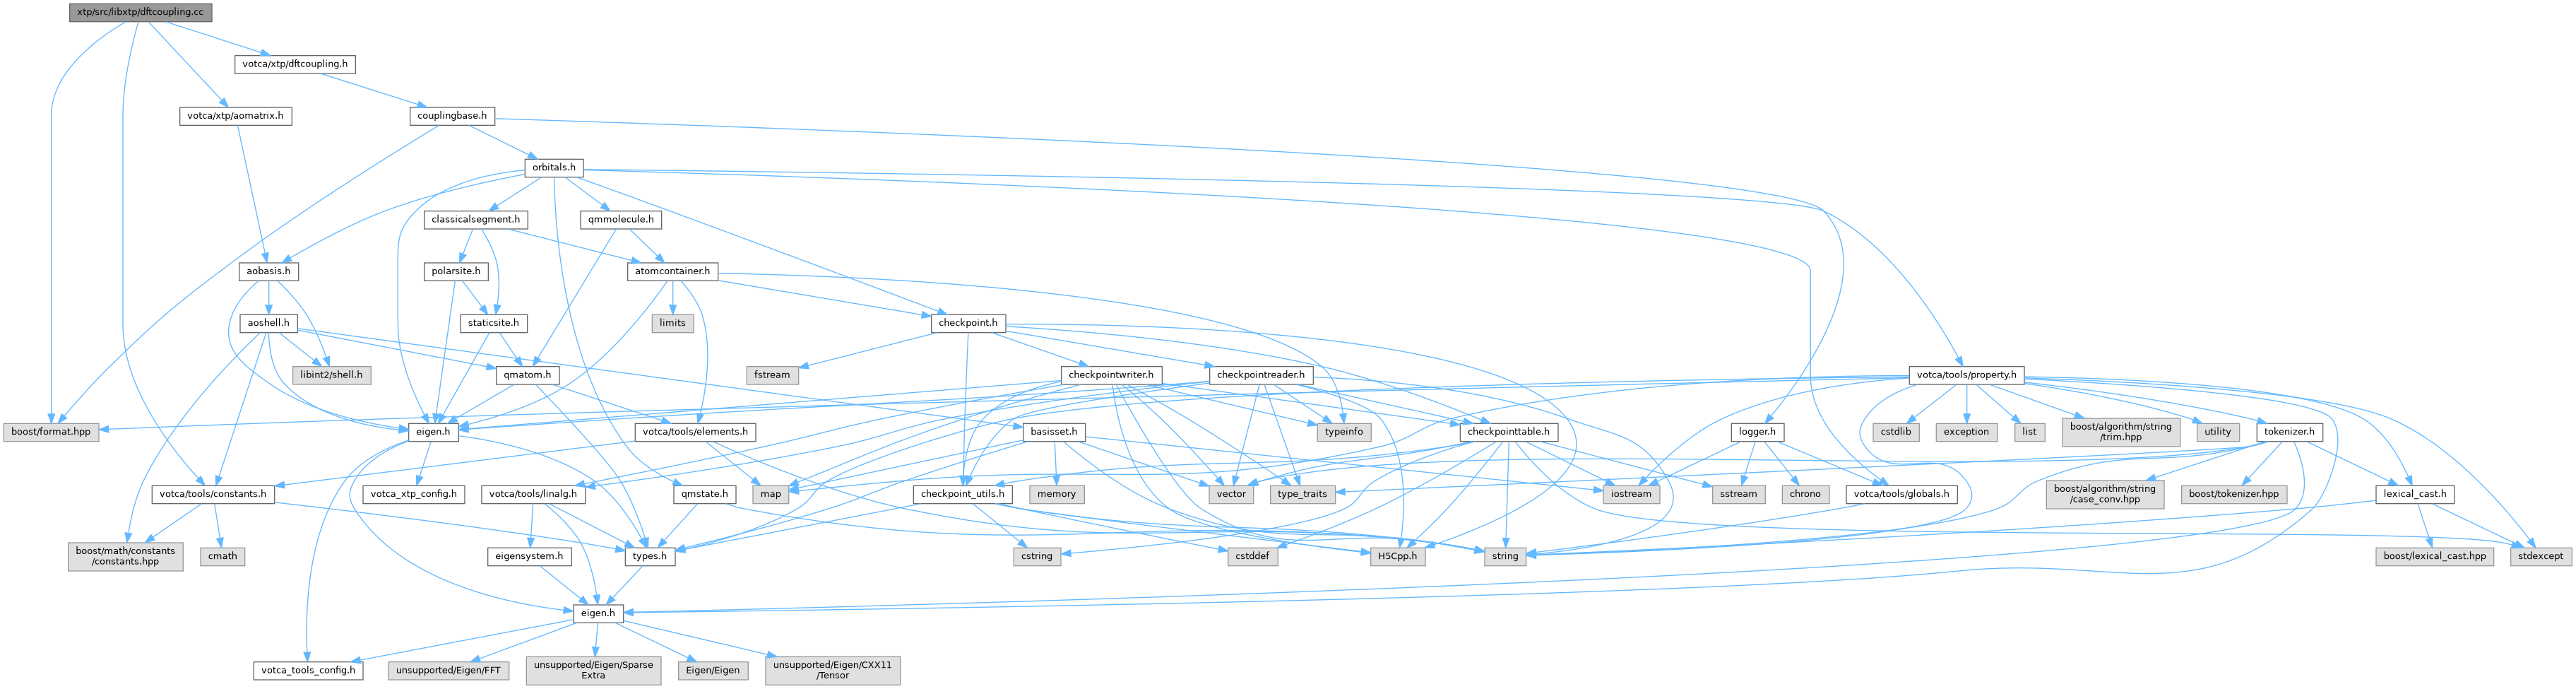 xtp/src/libxtp/dftcoupling.cc
votca/xtp/dftcoupling.h
votca/xtp/aomatrix.h
couplingbase.h
orbitals.h
classicalsegment.h
qmmolecule.h
aobasis.h
polarsite.h
atomcontainer.h
aoshell.h
staticsite.h
limits
checkpoint.h
libint2/shell.h
qmatom.h
fstream
checkpointwriter.h
checkpointreader.h
votca/tools/property.h
boost/format.hpp
eigen.h
votca/tools/elements.h
basisset.h
typeinfo
checkpointtable.h
logger.h
cstdlib
exception
list
boost/algorithm/string
/trim.hpp
utility
tokenizer.h
votca/tools/constants.h
votca_xtp_config.h
votca/tools/linalg.h
qmstate.h
map
checkpoint_utils.h
memory
vector
type_traits
iostream
sstream
chrono
votca/tools/globals.h
boost/algorithm/string
/case_conv.hpp
boost/tokenizer.hpp
lexical_cast.h
boost/math/constants
/constants.hpp
cmath
eigensystem.h
types.h
cstring
cstddef
H5Cpp.h
string
boost/lexical_cast.hpp
stdexcept
eigen.h
votca_tools_config.h
unsupported/Eigen/FFT
unsupported/Eigen/Sparse
Extra
Eigen/Eigen
unsupported/Eigen/CXX11
/Tensor